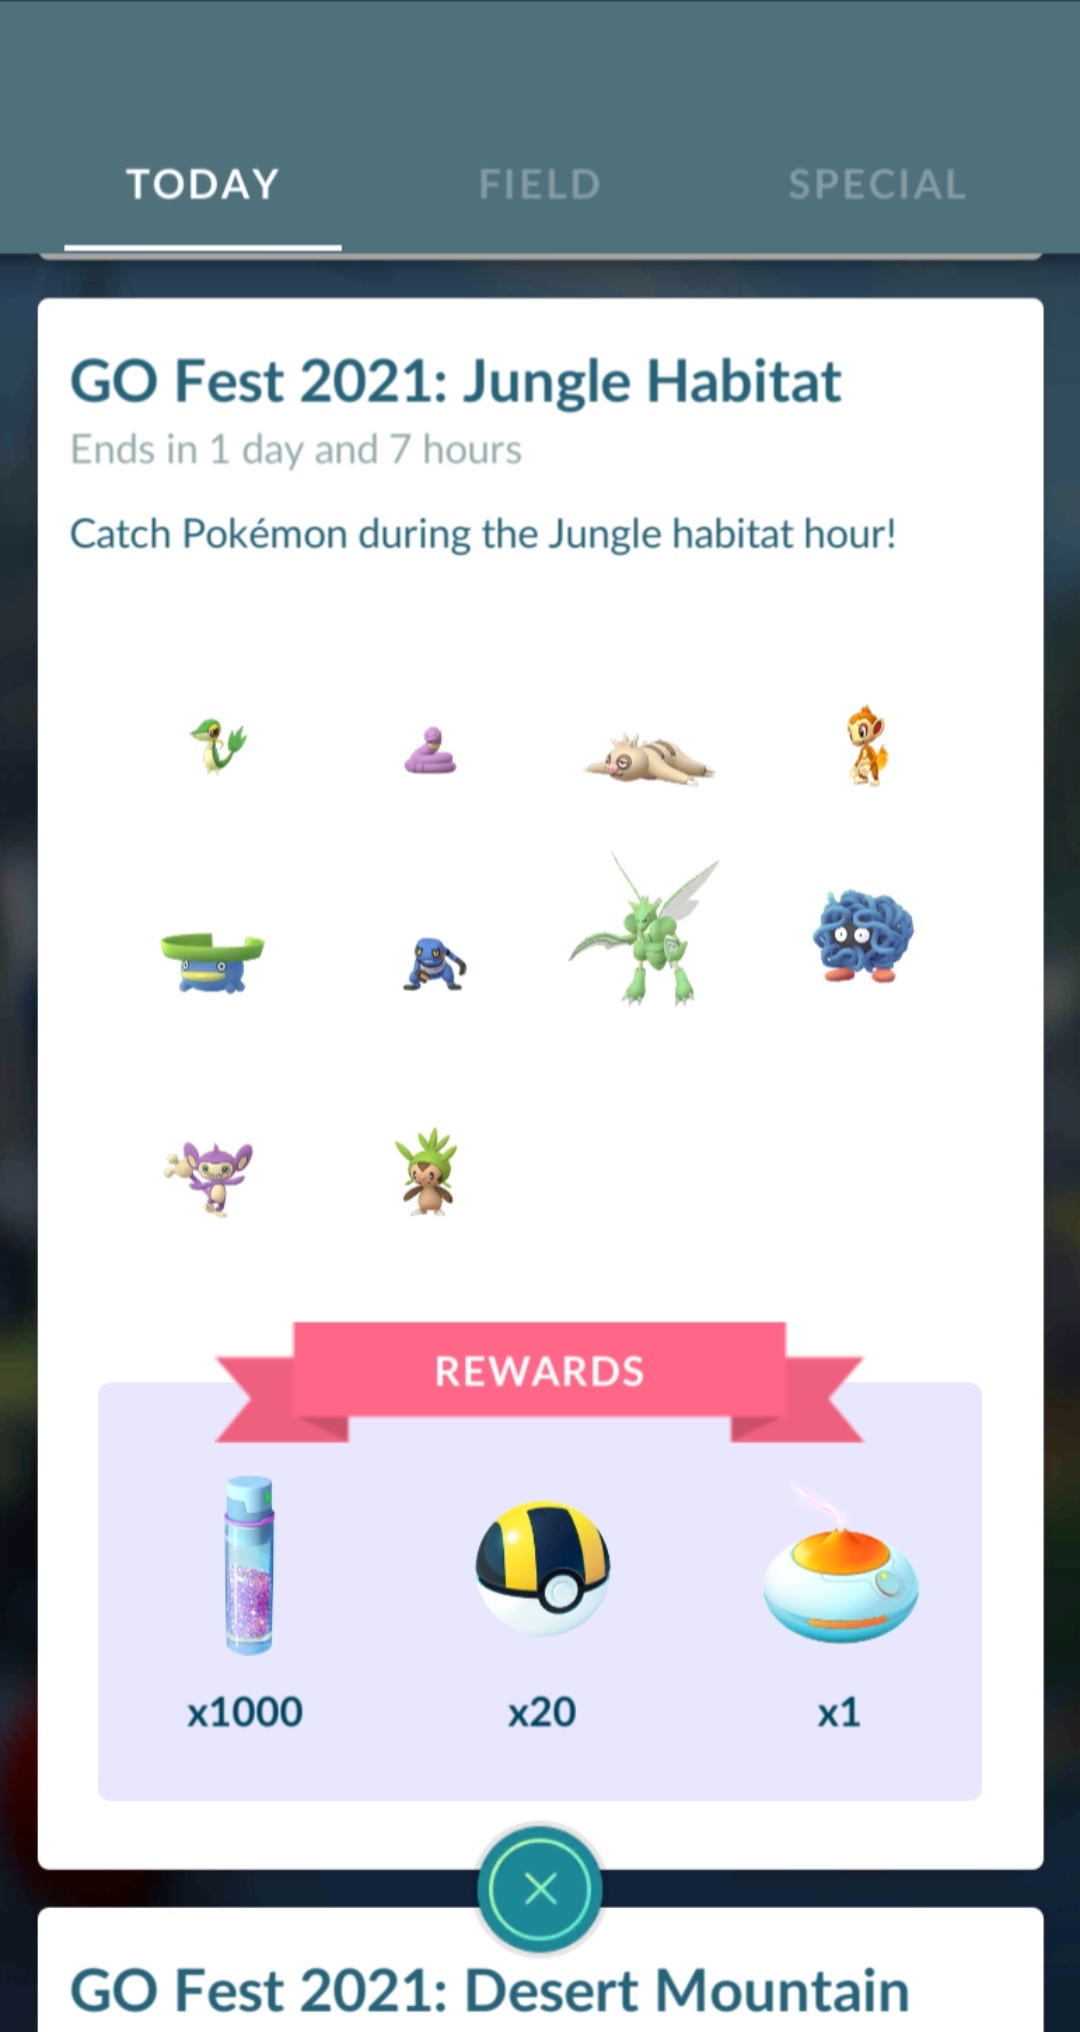 TODAY
FIELD
SPECIAL
GO Fest 2021: Jungle Habitat
Ends in 1 day and 7 hours
Catch Pokémon during the Jungle habitat hour!
REWARDS
x1000
x20
x1
GO Fest 2021: Desert Mountain